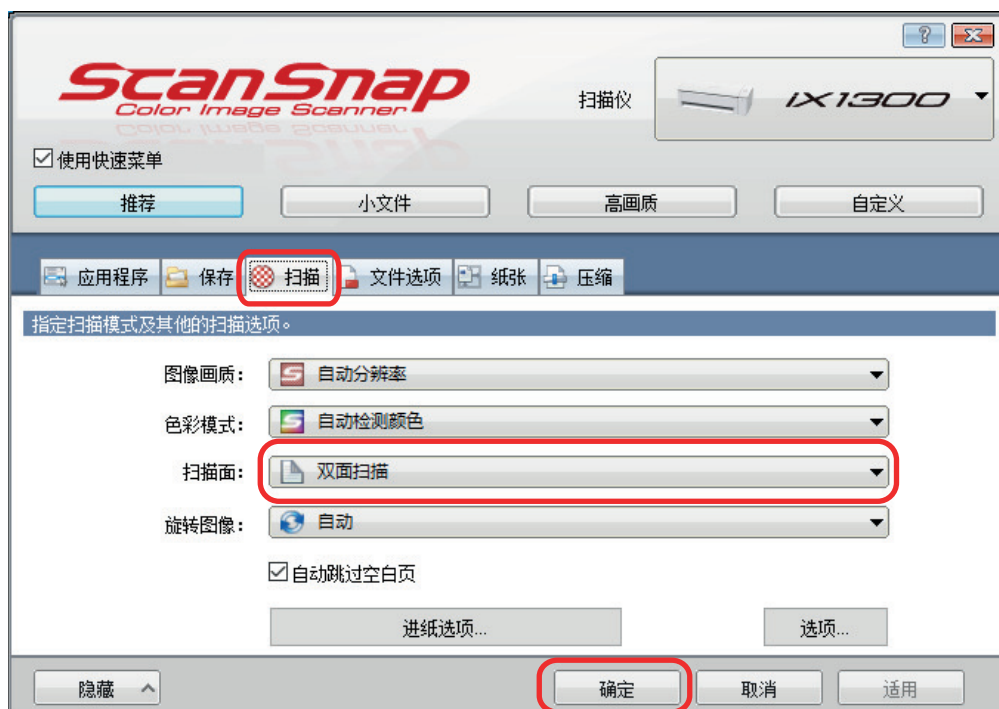 ScanSnap
Color Image Scanner
扫描仪
iX1300
使用快速菜单
推荐 小文件 高画质 自定义
应用程序 保存 扫描 文件选项 纸张 压缩
指定扫描模式及其他的扫描选项。
图像画质: 自动分辨率
色彩模式: 自动检测颜色
扫描面: 双面扫描
旋转图像: 自动
自动跳过空白页
进纸选项... 选项...
隐藏 确定 取消 适用